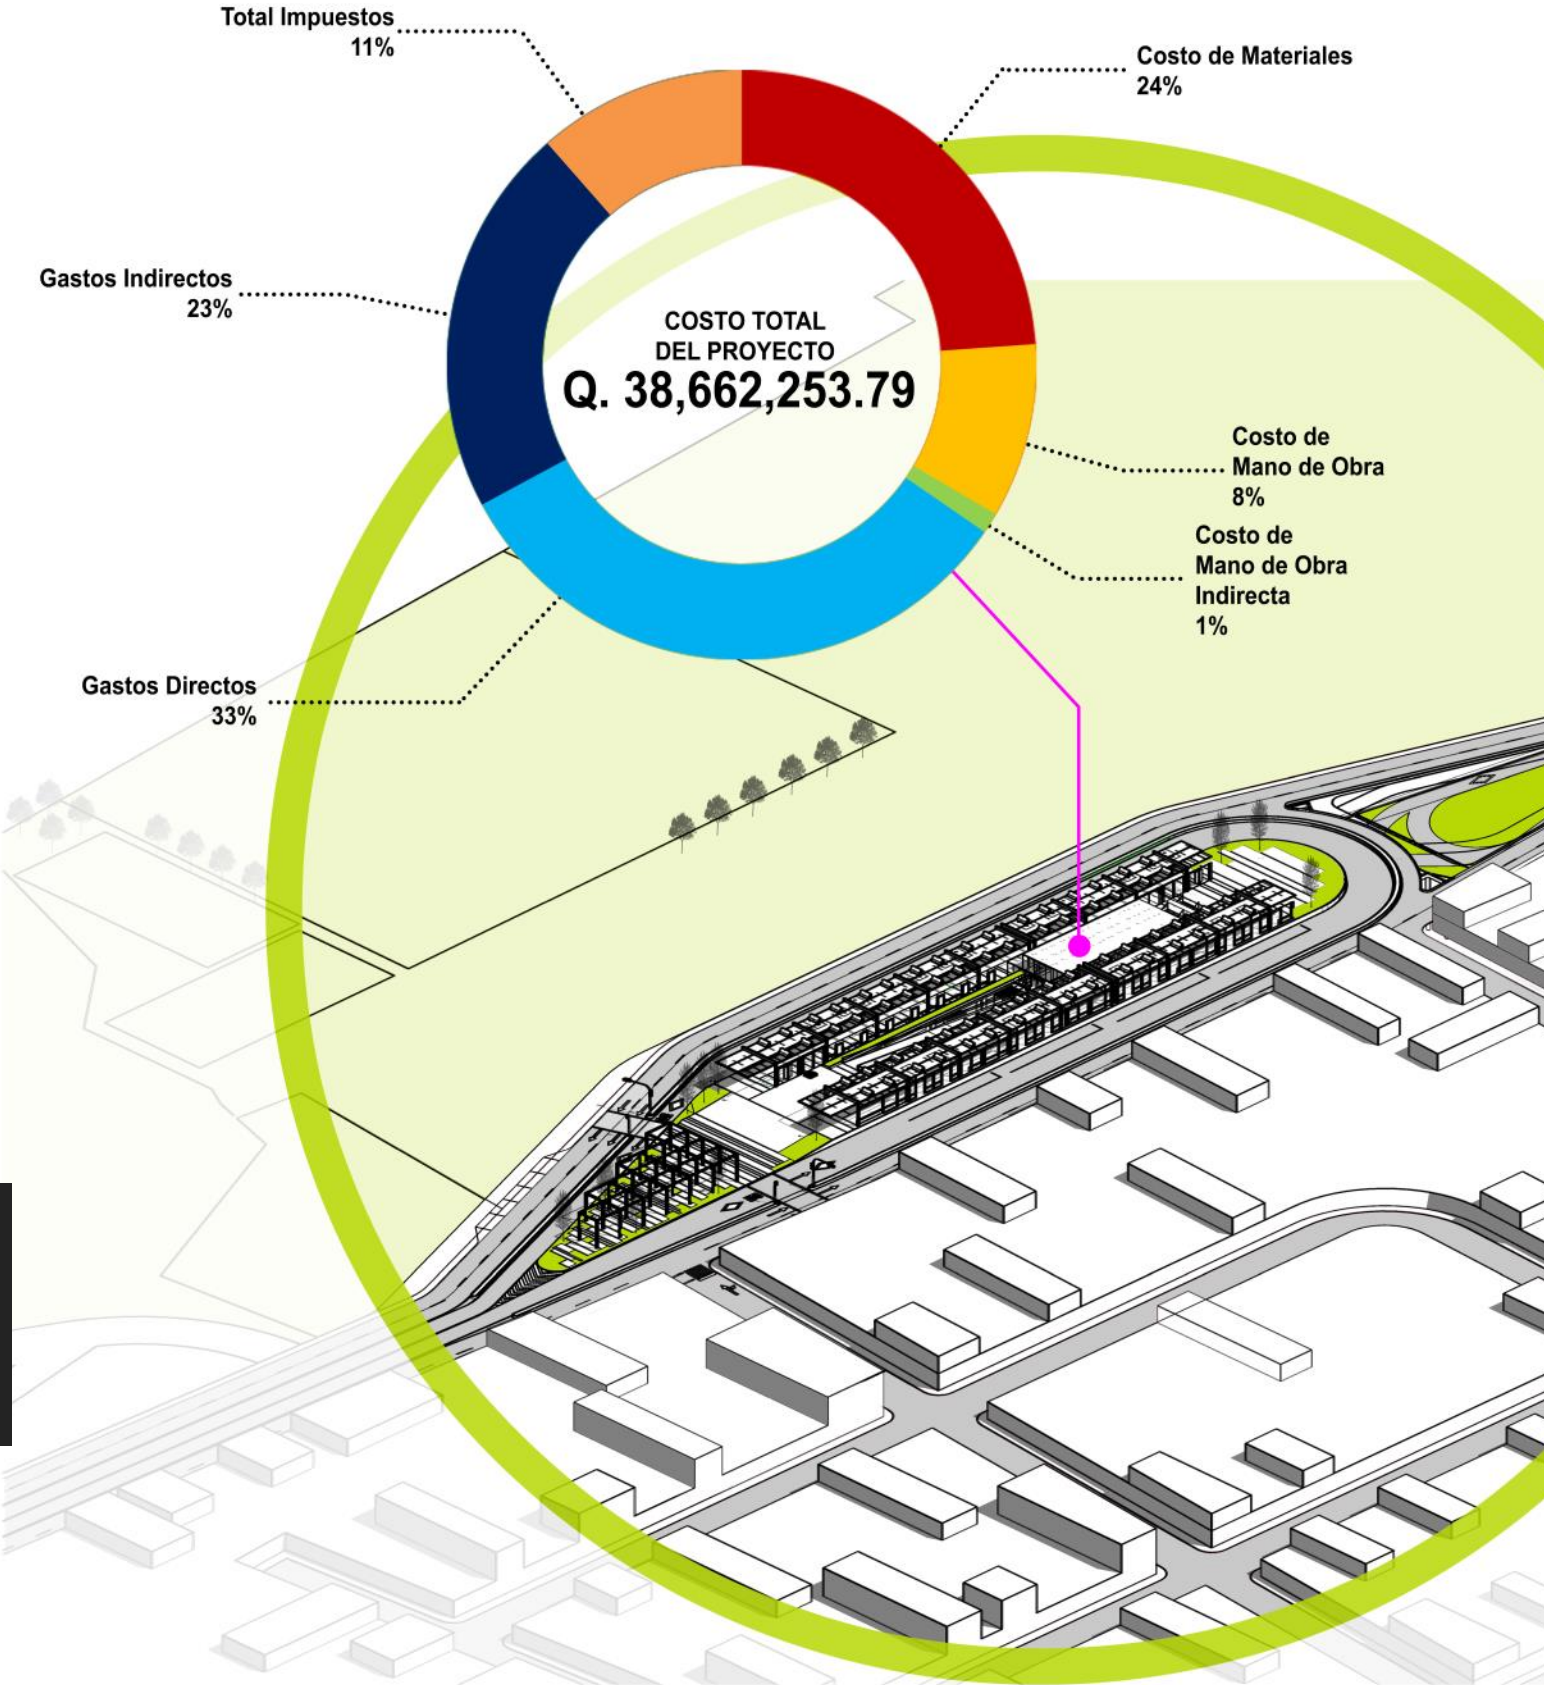 Total Impuestos
11%
Costo de Materiales
24%
Gastos Indirectos
23%
COSTO TOTAL
DEL PROYECTO
Q. 38,662,253.79
Costo de
Mano de Obra
8%
Costo de
Mano de Obra
Indirecta
1%
Gastos Directos
33%